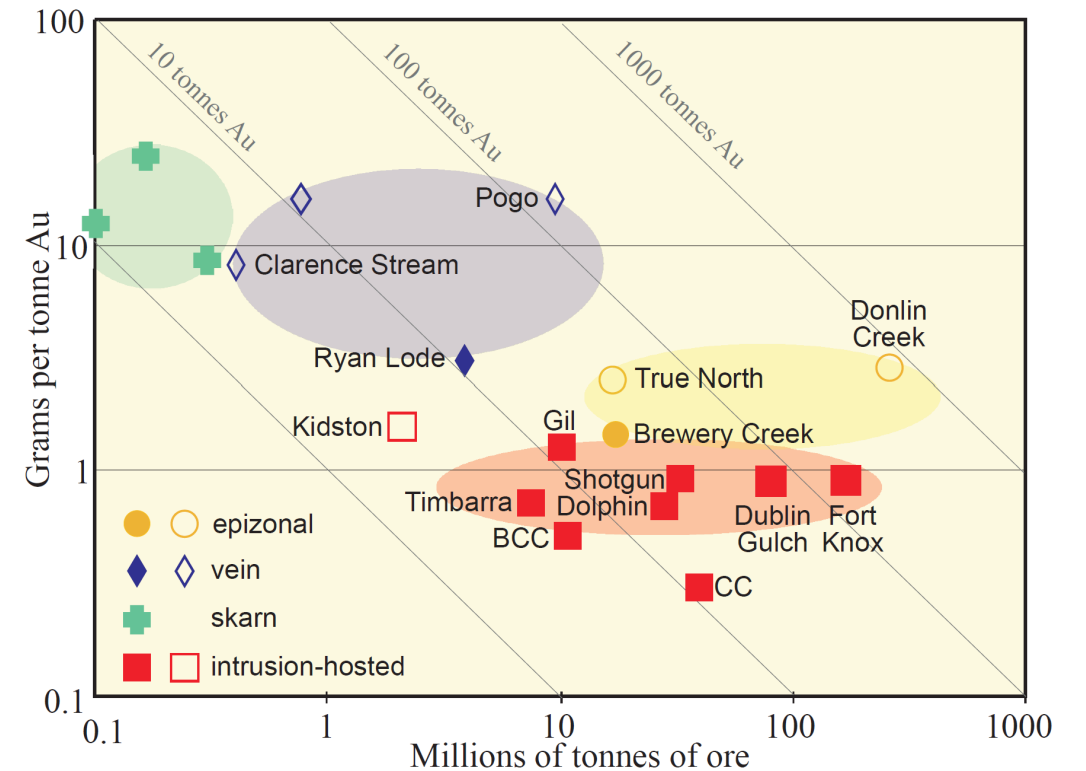 100
10 tonnes Au
100 tonnes Au
1000 tonnes Au
Pogo
10
Clarence Stream
Donlin
Creek
Ryan Lode
True North
Kidston
Gil
Brewery Creek
1
Shotgun
Timbarra
Dolphin
BCC
Dublin
Gulch
Fort
Knox
CC
epizonal
vein
skarn
intrusion-hosted
0.1
Grams per tonne Au
0.1
1
10
100
1000
Millions of tonnes of ore